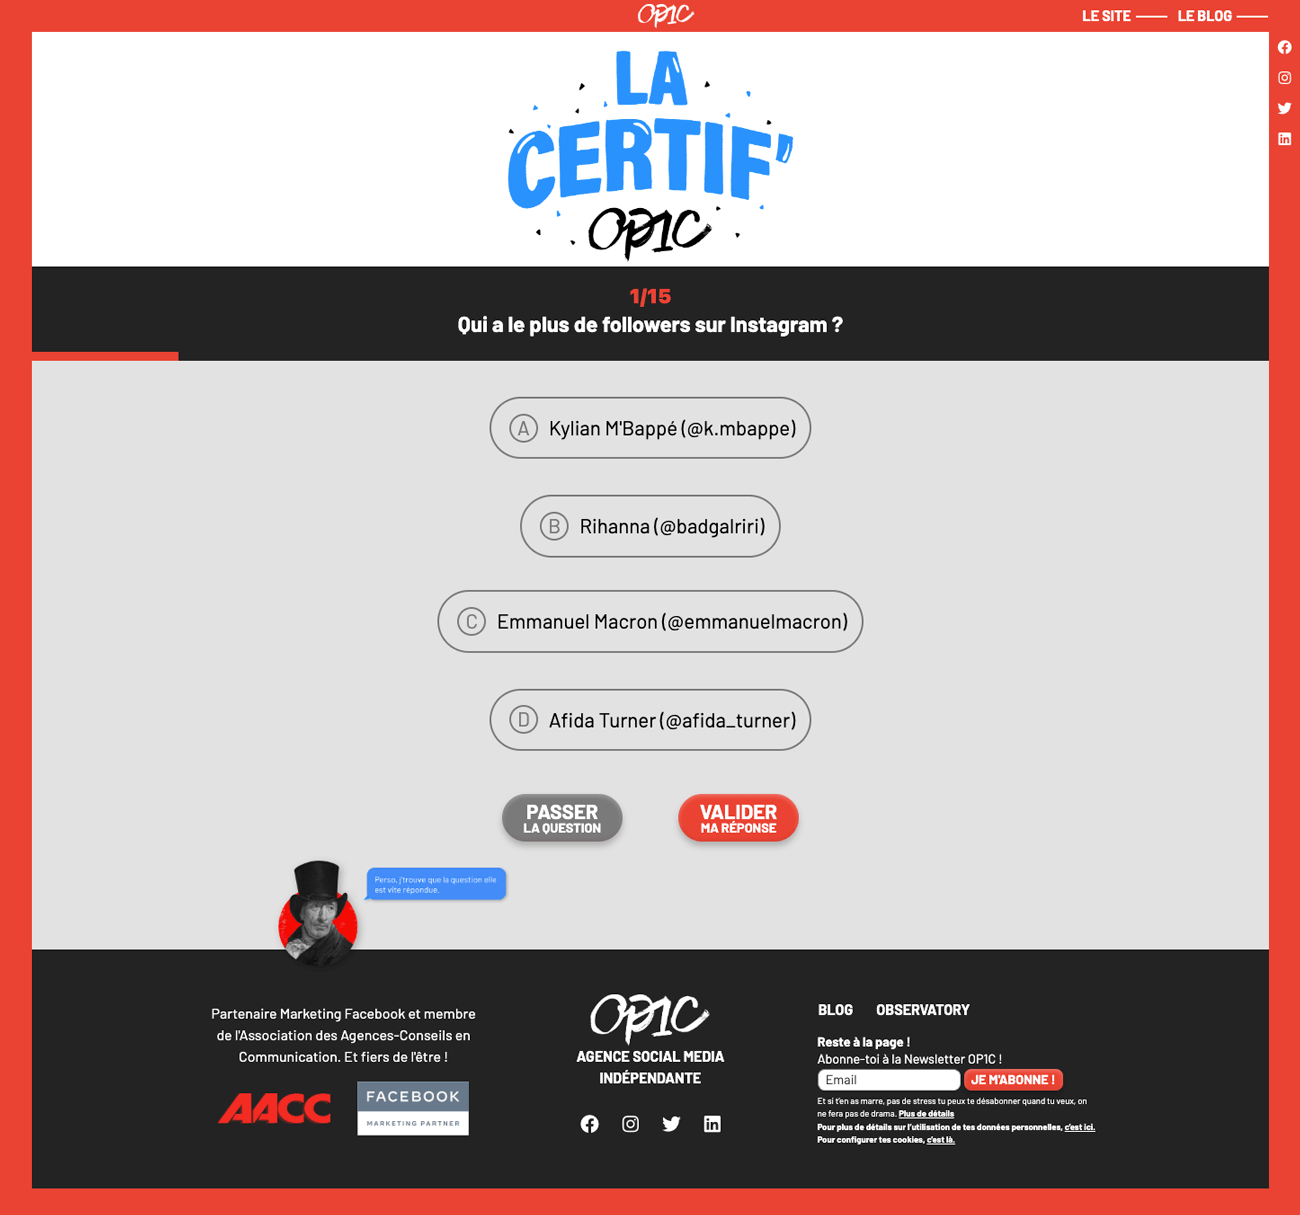 OP1C
LE SITE
LE BLOG
LA
CERTIF'
OP1C
1/15
Qui a le plus de followers sur Instagram ?
A Kylian M'Bappé (@k.mbappe)
B Rihanna (@badgalriri)
C Emmanuel Macron (@emmanuelmacron)
D Afida Turner (@afida_turner)
PASSER
LA QUESTION
VALIDER
MA RÉPONSE
Perso, j'trouve que la question elle
est vite répondue.
Partenaire Marketing Facebook et membre
de l'Association des Agences-Conseils en
Communication. Et fiers de l'être !
AACC
FACEBOOK
MARKETING PARTNER
OP1C
AGENCE SOCIAL MEDIA
INDÉPENDANTE
BLOG
OBSERVATORY
Reste à la page !
Abonne-toi à la Newsletter OP1C !
Email
JE M'ABONNE !
Et si t'en as marre, pas de stress tu peux te désabonner quand tu veux, on
ne fera pas de drama. Plus de détails
Pour plus de détails sur l'utilisation de tes données personnelles, c'est ici.
Pour configurer tes cookies, c'est là.